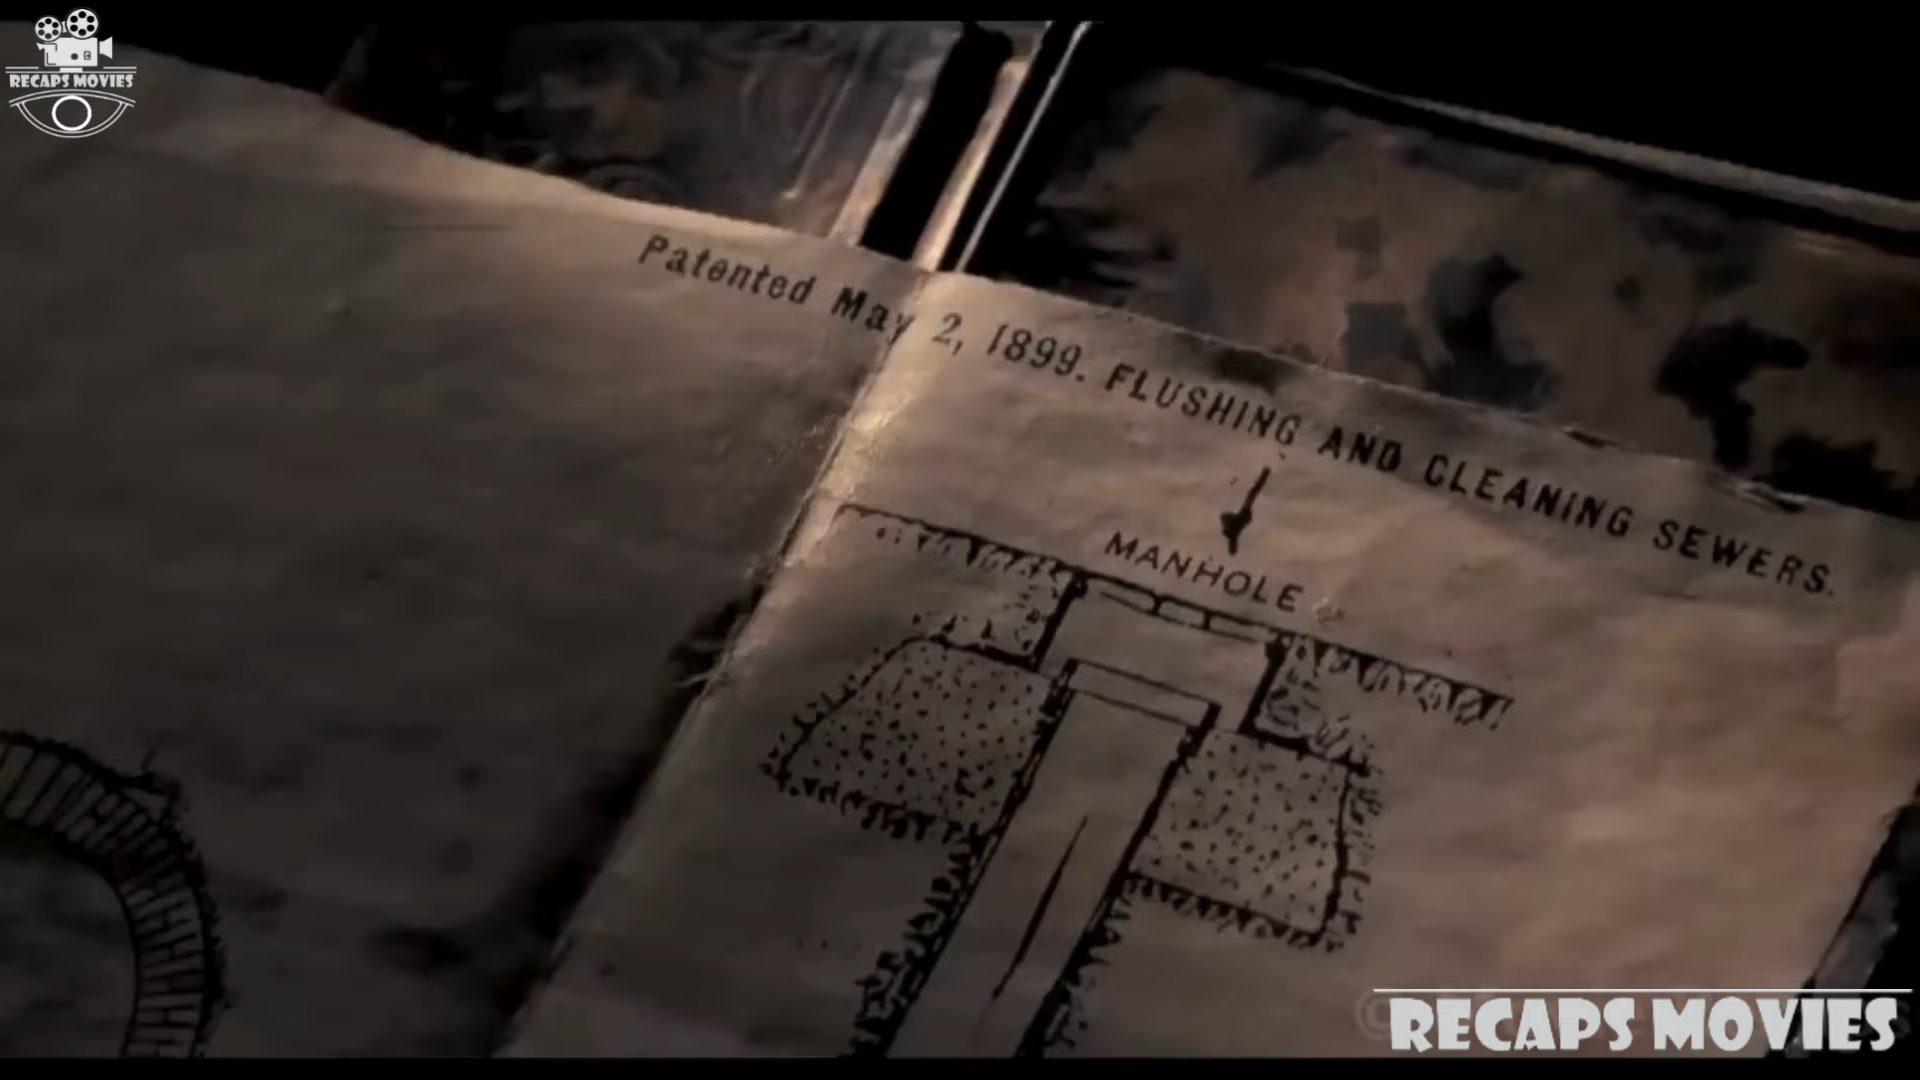 RECAPS MOVIES
Patented May 2, 1899. FLUSHING AND CLEANING SEWERS.
MANHOLE
RECAPS MOVIES